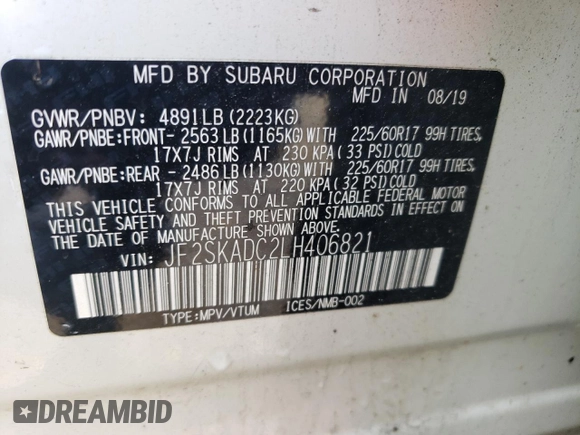 MFD BY SUBARU CORPORATION
MFD IN 08/19
GVWR/PNBV: 4891LB (2223KG)
GAWR/PNBE:FRONT- 2563LB(1165KG)WITH 225/60R17 99H TIRES,
17X7J RIMS AT 230 KPA(33 PSI)COLD
GAWR/PNBE:REAR - 2486LB(1130KG)WITH 225/60R17 99H TIRES,
17X7J RIMS AT 220 KPA(32 PSI)COLD
THIS VEHICLE CONFORMS TO ALL APPLICABLE FEDERAL MOTOR
VEHICLE SAFETY AND THEFT PREVENTION STANDARDS IN EFFECT
ON THE DATE OF MANUFACTURE SHOWN ABOVE.
VIN: JF2SKADC2LH406821
TYPE:MPV/VTUM ICES/NMB-002
DREAMBID